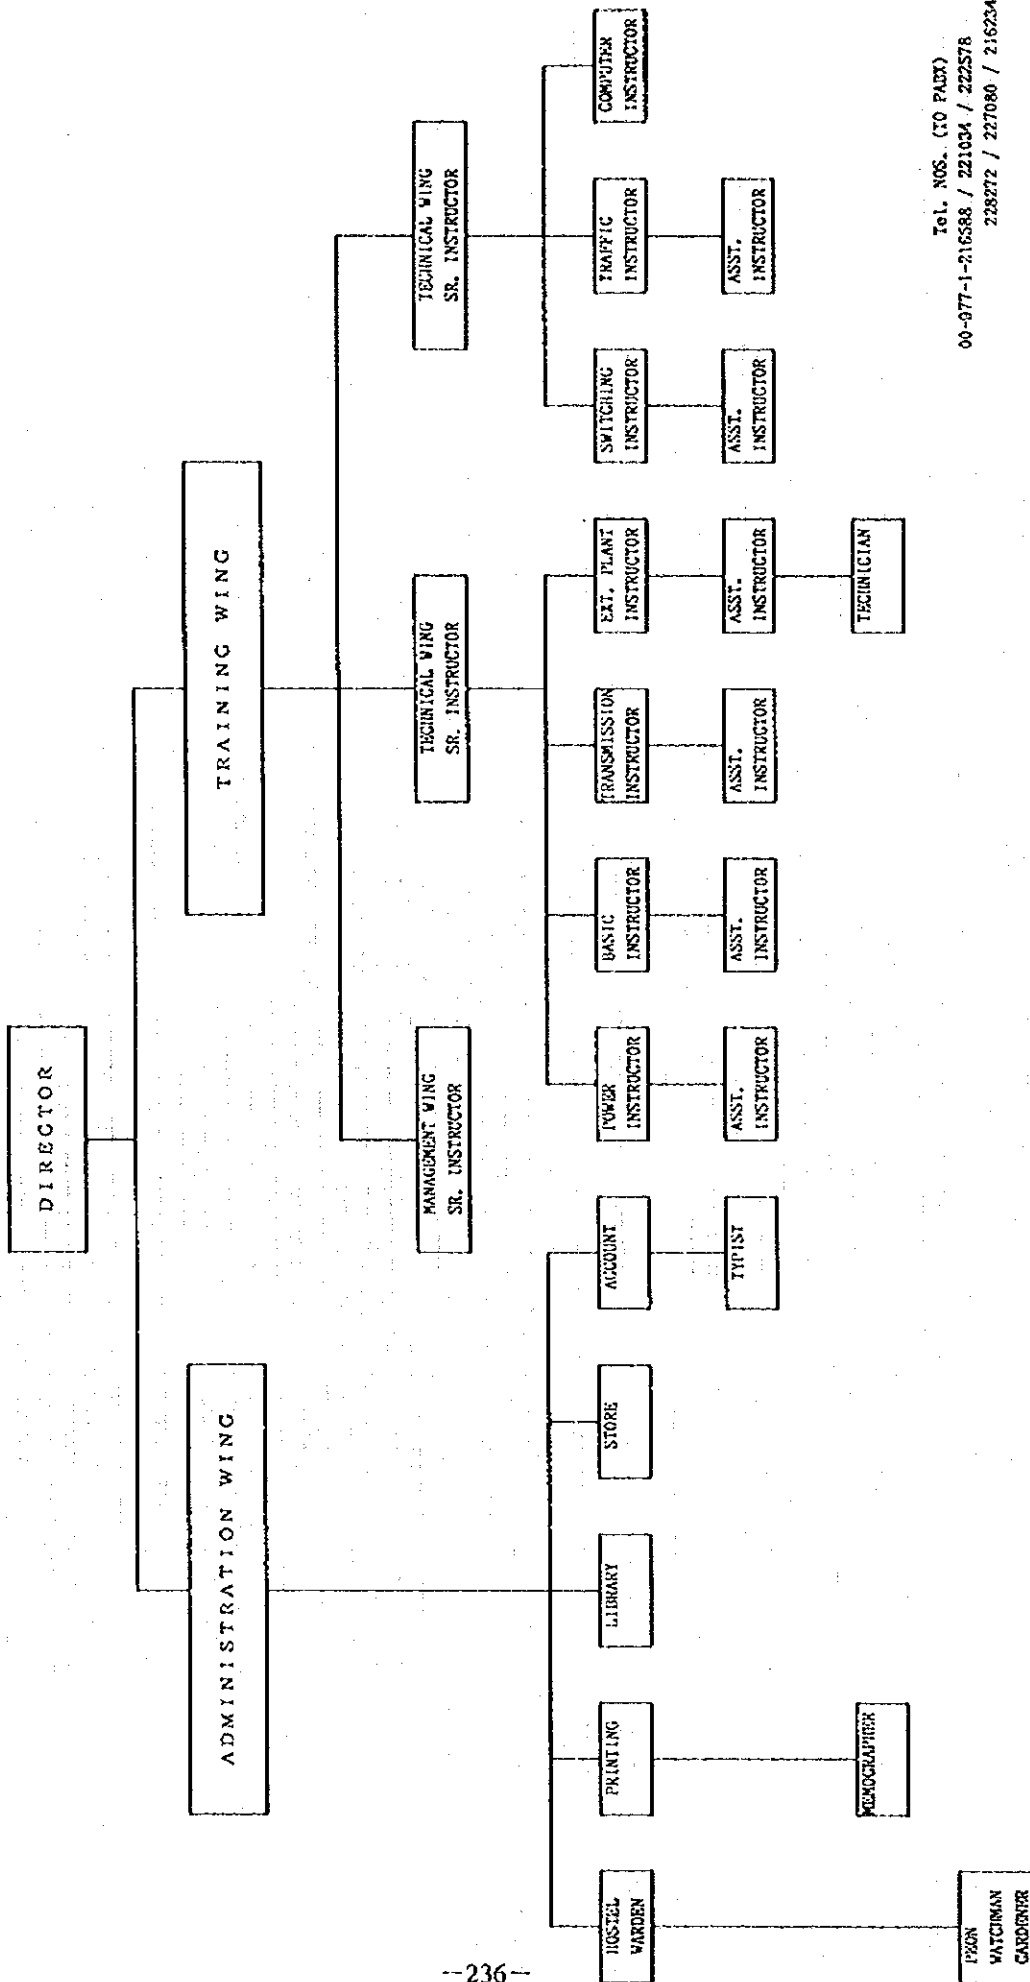 DIRECTOR
ADMINISTRATION WING
TRAINING WING
MANAGEMENT WING
SR. INSTRUCTOR
TECHNICAL WING
SR. INSTRUCTOR
TECHNICAL WING
SR. INSTRUCTOR
HOSTEL
WARDEN
PRINTING
LIBRARY
STORE
ACCOUNT
POWER
INSTRUCTOR
BASIC
INSTRUCTOR
TRANSMISSION
INSTRUCTOR
EXT. PLANT
INSTRUCTOR
SWITCHING
INSTRUCTOR
TRAFFIC
INSTRUCTOR
COMPUTER
INSTRUCTOR
TYPIST
ASST.
INSTRUCTOR
ASST.
INSTRUCTOR
ASST.
INSTRUCTOR
ASST.
INSTRUCTOR
ASST.
INSTRUCTOR
ASST.
INSTRUCTOR
MEMOGRAPHER
TECHNICIAN
PEON
WATCHMAN
GARDENER
Tel. NOS. (TO PABX)
00-977-1-216588 / 221034 / 222578
228272 / 227080 / 216234
--236--